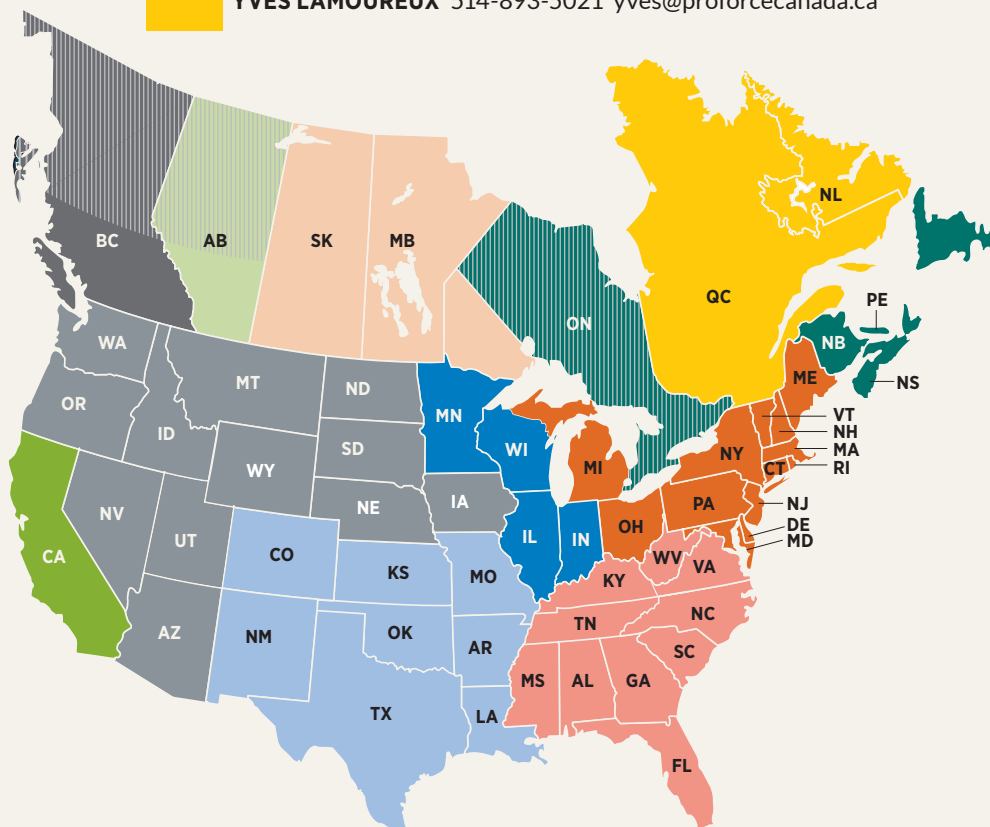 YVES LAMOUREUX 514-893-5021 yves@proforcecanada.ca
NL
BC
AB
SK
MB
QC
PE
ON
NB
WA
MT
ND
ME
NS
OR
MN
VT
ID
NH
SD
WI
NY
MA
WY
MI
CT
RI
NE
IA
PA
NV
NJ
UT
IL
IN
OH
DE
CA
CO
MD
KS
MO
KY
WV
VA
AZ
NM
OK
TN
NC
AR
SC
MS
AL
GA
TX
LA
FL